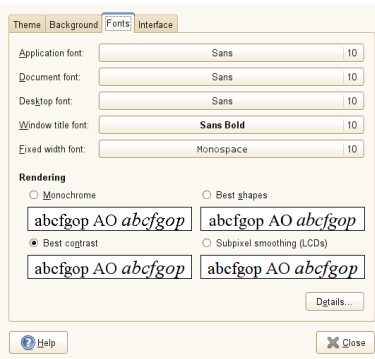 Theme Background Fonts Interface
Application font: Sans 10
Document font: Sans 10
Desktop font: Sans 10
Window title font: Sans Bold 10
Fixed width font: Monospace 10
Rendering
Monochrome Best shapes
abcfgop AO abcfgop abcfgop AO abcfgop
Best contrast Subpixel smoothing (LCDs)
abcfgop AO abcfgop abcfgop AO abcfgop
Details...
Help Close